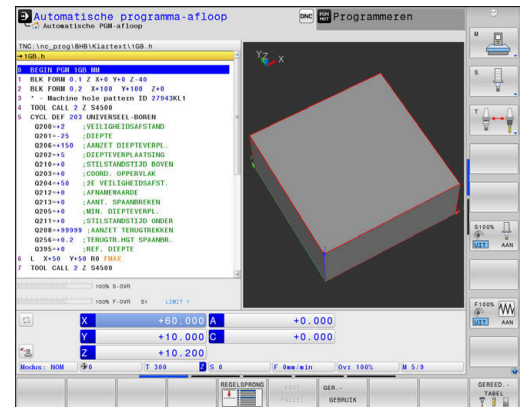 Automatische programma-afloop
Automatische PGM-afloop
DNC
Programmeren
TNC:\nc_prog\BHB\Klartext\1GB.h
→1GB.h
0 BEGIN PGM 1GB MM
1 BLK FORM 0.1 Z X+0 Y+0 Z-40
2 BLK FORM 0.2 X+100 Y+100 Z+0
3 * - Machine hole pattern ID 27943KL1
4 TOOL CALL 2 Z S4500
5 CYCL DEF 203 UNIVERSEEL-BOREN
Q200=+2 ;VEILIGHEIDSAFSTAND
Q201=-25 ;DIEPTE
Q206=+150 ;AANZET DIEPTEVERPL.
Q202=+5 ;DIEPTEVERPLAATSING
Q210=+0 ;STILSTANDSTIJD BOVEN
Q203=+0 ;COORD. OPPERVLAK
Q204=+50 ;2E VEILIGHEIDSAFST.
Q212=+0 ;AFNAMEWAARDE
Q213=+0 ;AANT. SPAANBREKEN
Q205=+0 ;MIN. DIEPTEVERPL.
Q211=+0 ;STILSTANDSTIJD ONDER
Q208=+99999 ;AANZET TERUGTREKKEN
Q256=+0.2 ;TERUGTR.HGT SPAANBR.
Q395=+0 ;REF. DIEPTE
6 L X+50 Y+50 R0 FMAX
7 TOOL CALL 2 Z S4500
YZ X
M
S
T
S100%
UIT AAN
F100%
UIT AAN
100% S-OVR
100% F-OVR S1 LIMIT 1
X +60.000 A +0.000
Y +10.000 C +0.000
Z +10.200
Modus: NOM 0 T 300 Z S 0 F 0mm/min Ovr 100% M 5/9
REGELSPRONG
EDIT PALLET
GER.-GEBRUIK
GEREED.-TABEL